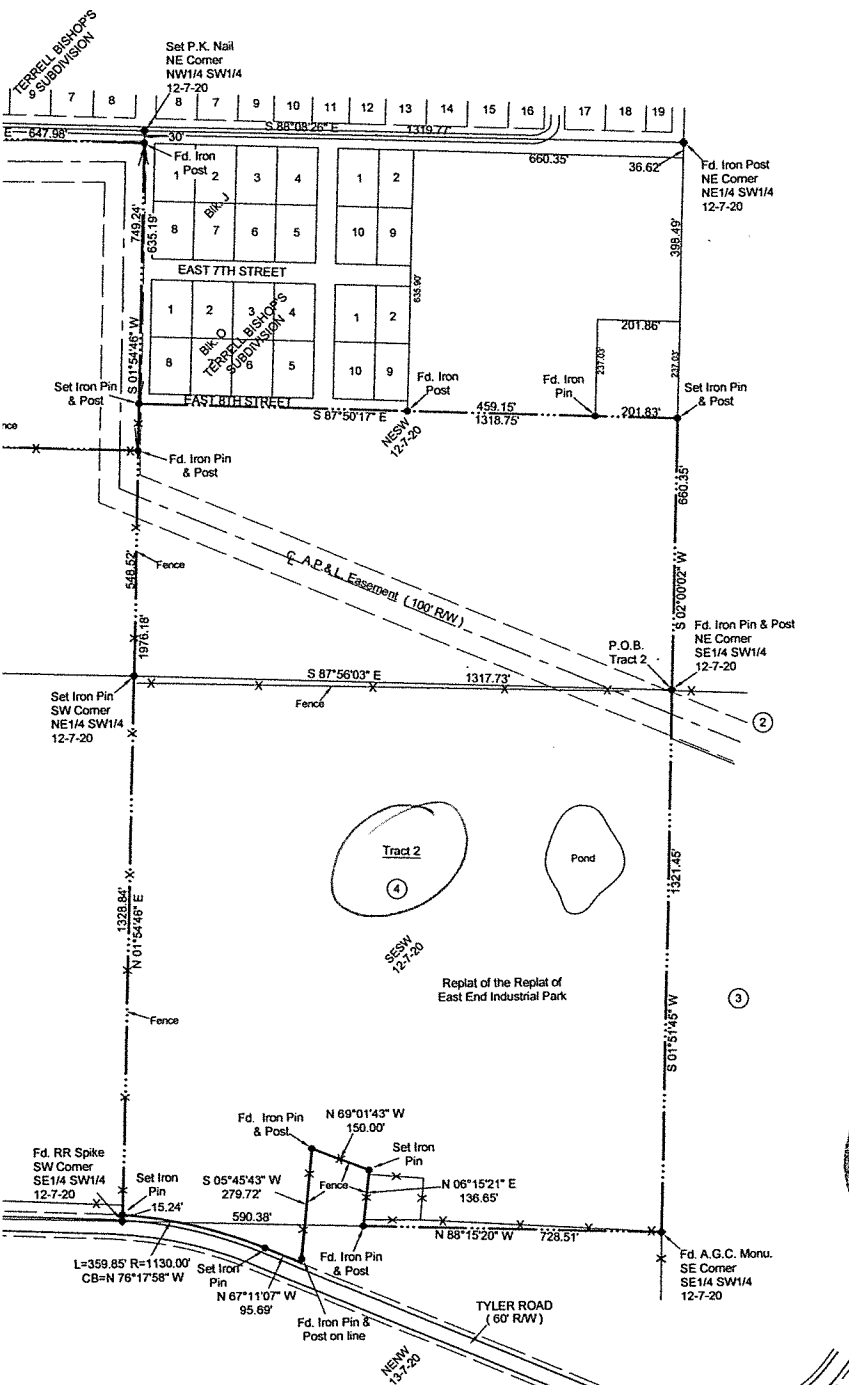 TERRELL BISHOP'S
SUBDIVISION
9
7
8
Set P.K. Nail
NE Corner
NW1/4 SW1/4
12-7-20
8
7
9
10
11
12
13
14
15
16
17
18
19
E
647.98'
30'
S 88°08'26" E
1319.77'
660.35'
36.62'
Fd. Iron
Post
Fd. Iron Post
NE Corner
NE1/4 SW1/4
12-7-20
1
2
3
4
1
2
Blk. J
8
7
6
5
10
9
749.24'
635.19'
398.49'
EAST 7TH STREET
635.90'
1
2
3
4
1
2
Blk. O
TERRELL BISHOP'S
SUBDIVISION
8
7
6
5
10
9
201.86'
237.03'
237.03'
S 01°54'46" W
Set Iron Pin
& Post
EAST 8TH STREET
S 87°50'17" E
Fd. Iron
Post
Fd. Iron
Pin
459.15'
1318.75'
201.83'
Set Iron Pin
& Post
NESW
12-7-20
nce
Fd. Iron Pin
& Post
660.35'
548.52'
Fence
℄ A.P.& L. Easement ( 100' R/W )
S 02°00'02" W
1976.18'
P.O.B.
Tract 2
Fd. Iron Pin & Post
NE Corner
SE1/4 SW1/4
12-7-20
S 87°56'03" E
1317.73'
Fence
Set Iron Pin
SW Corner
NE1/4 SW1/4
12-7-20
2
Tract 2
4
Pond
1321.45'
1328.84'
N 01°54'46" E
SESW
12-7-20
Replat of the Replat of
East End Industrial Park
3
Fence
S 01°51'45" W
Fd. Iron Pin
& Post
N 69°01'43" W
150.00'
Set Iron
Pin
Fd. RR Spike
SW Corner
SE1/4 SW1/4
12-7-20
Set Iron
Pin
15.24'
S 05°45'43" W
279.72'
Fence
N 06°15'21" E
136.65'
590.38'
N 88°15'20" W
728.51'
L=359.85' R=1130.00'
CB=N 76°17'58" W
Set Iron
Pin
Fd. Iron Pin
& Post
Fd. A.G.C. Monu.
SE Corner
SE1/4 SW1/4
12-7-20
N 67°11'07" W
95.69'
Fd. Iron Pin &
Post on line
TYLER ROAD
( 60' R/W )
NENW
13-7-20